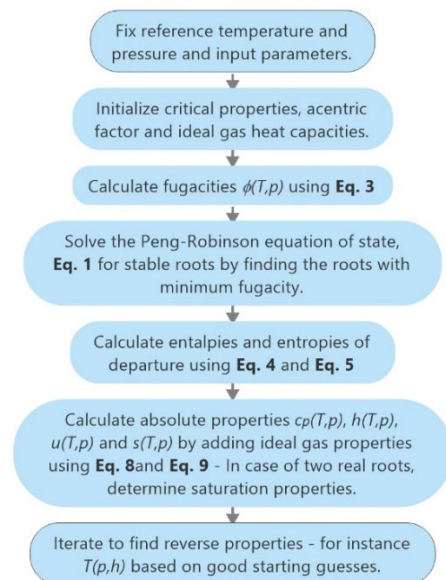 Fix reference temperature and
pressure and input parameters.
Initialize critical properties, acentric
factor and ideal gas heat capacities.
Calculate fugacities ϕ(T,p) using Eq. 3
Solve the Peng-Robinson equation of state,
Eq. 1 for stable roots by finding the roots with
minimum fugacity.
Calculate entalpies and entropies of
departure using Eq. 4 and Eq. 5
Calculate absolute properties cp(T,p), h(T,p),
u(T,p) and s(T,p) by adding ideal gas properties
using Eq. 8and Eq. 9 - In case of two real roots,
determine saturation properties.
Iterate to find reverse properties - for instance
T(p,h) based on good starting guesses.